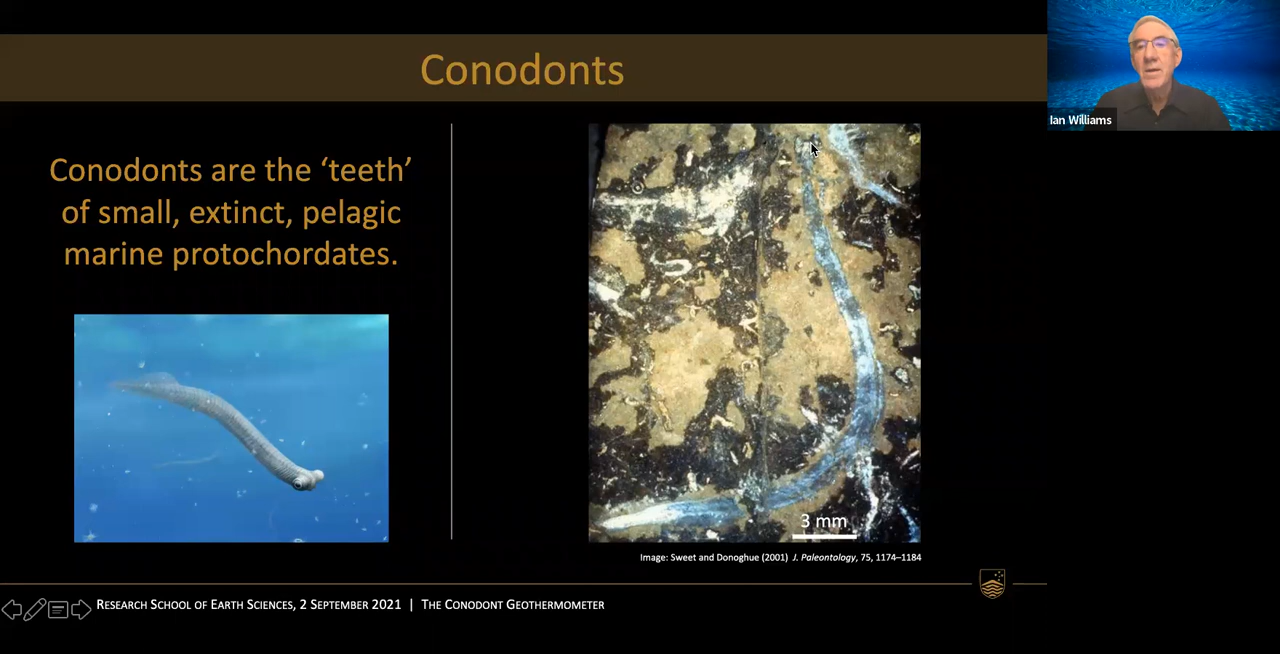 Conodonts
Ian Williams
Conodonts are the ‘teeth’
of small, extinct, pelagic
marine protochordates.
3 mm
Image: Sweet and Donoghue (2001) J. Paleontology, 75, 1174–1184
Research School of Earth Sciences, 2 September 2021 | The Conodont Geothermometer